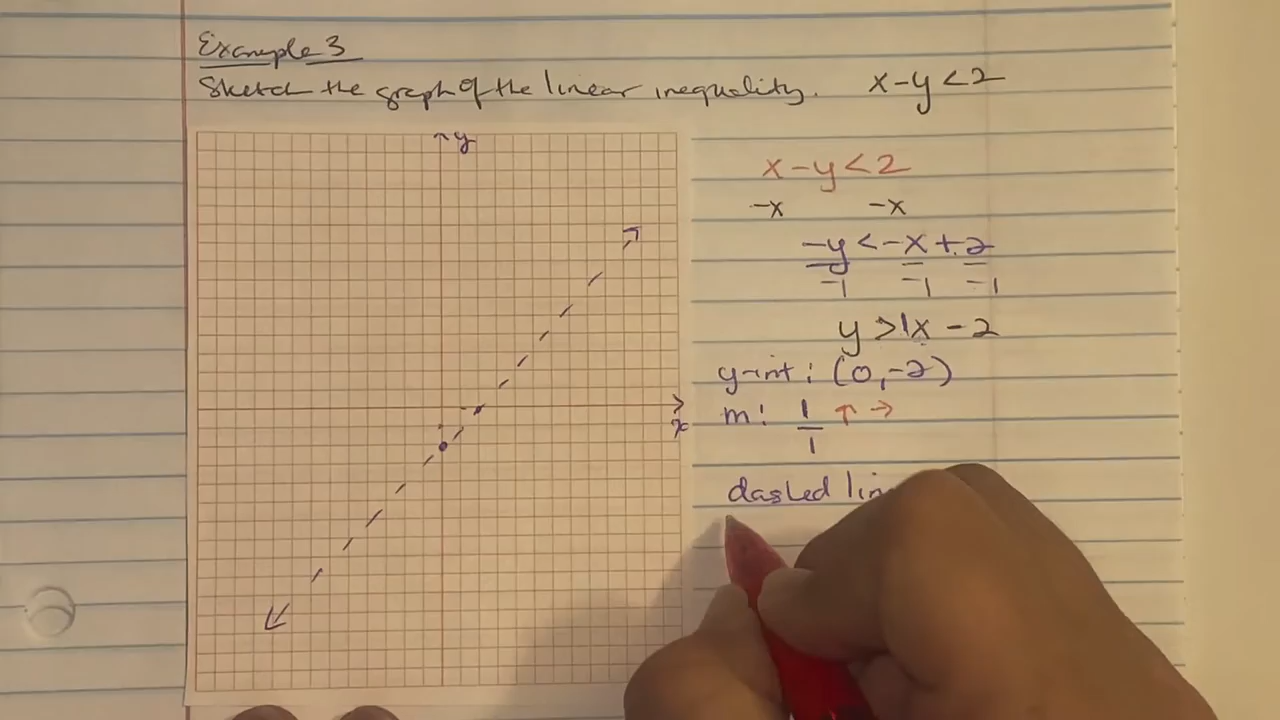 Example 3
Sketch the graph of the linear inequality. x-y<2
y
x
x-y<2
-x -x
-y<-x+2
-1 -1 -1
y>1x-2
y-int: (0,-2)
m: 1/1 ↑ →
dashed